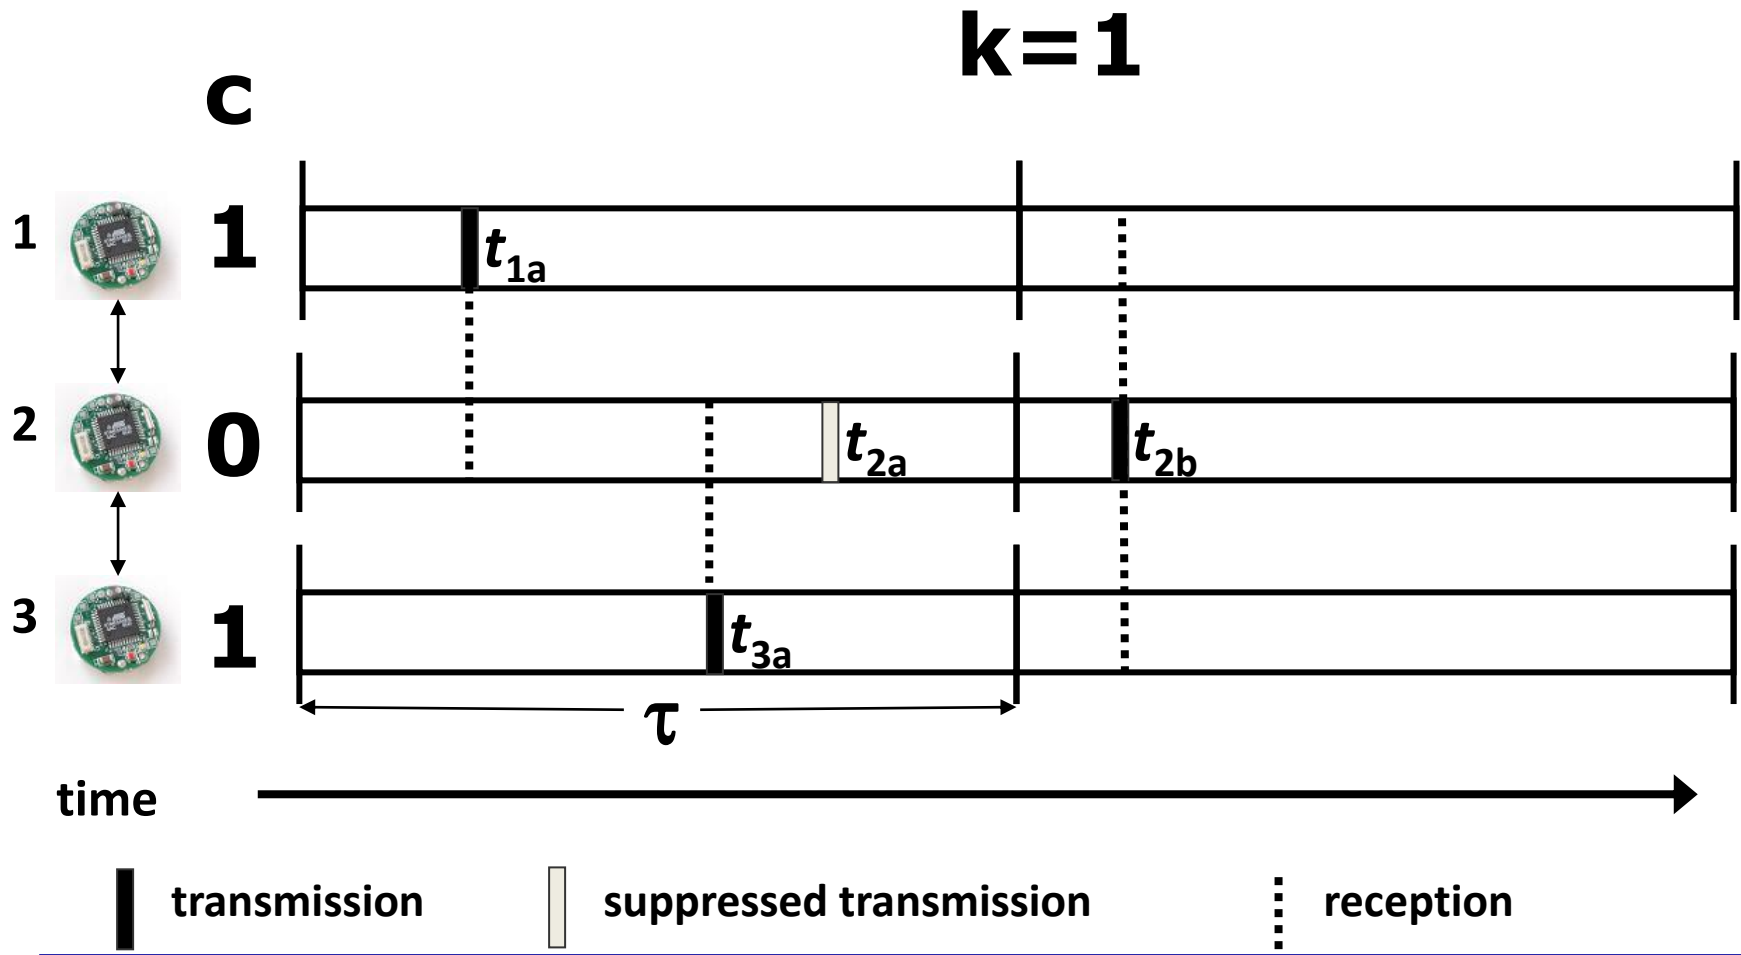 k=1
c
1 1 t1a
2 0 t2a t2b
3 1 t3a
τ
time
transmission suppressed transmission reception